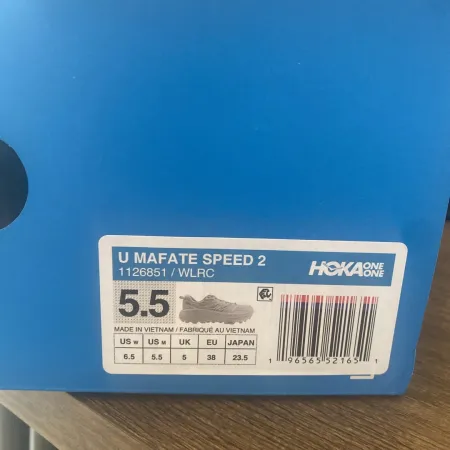 U MAFATE SPEED 2
1126851 / WLRC
HOKA ONE ONE
5.5
MADE IN VIETNAM / FABRIQUÉ AU VIETNAM
US W US M UK EU JAPAN
6.5 5.5 5 38 23.5
1 96565 52165 1